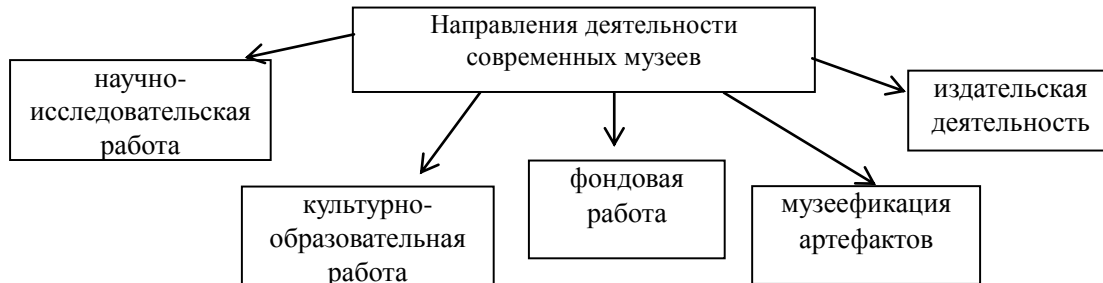 Направления деятельности
современных музеев
научно-
исследовательская
работа
культурно-
образовательная
работа
фондовая
работа
музеефикация
артефактов
издательская
деятельность